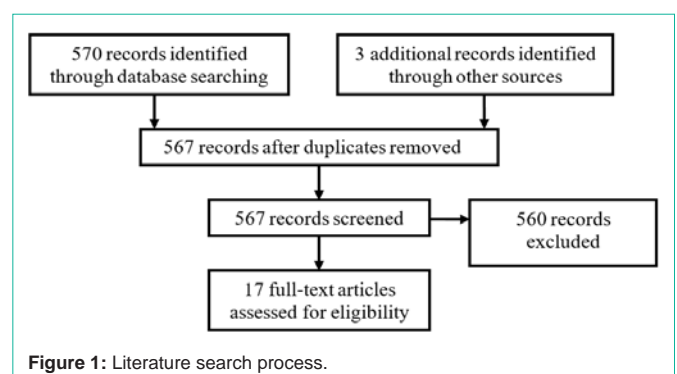 570 records identified
through database searching
3 additional records identified
through other sources
567 records after duplicates removed
567 records screened
560 records
excluded
17 full-text articles
assessed for eligibility
Figure 1: Literature search process.